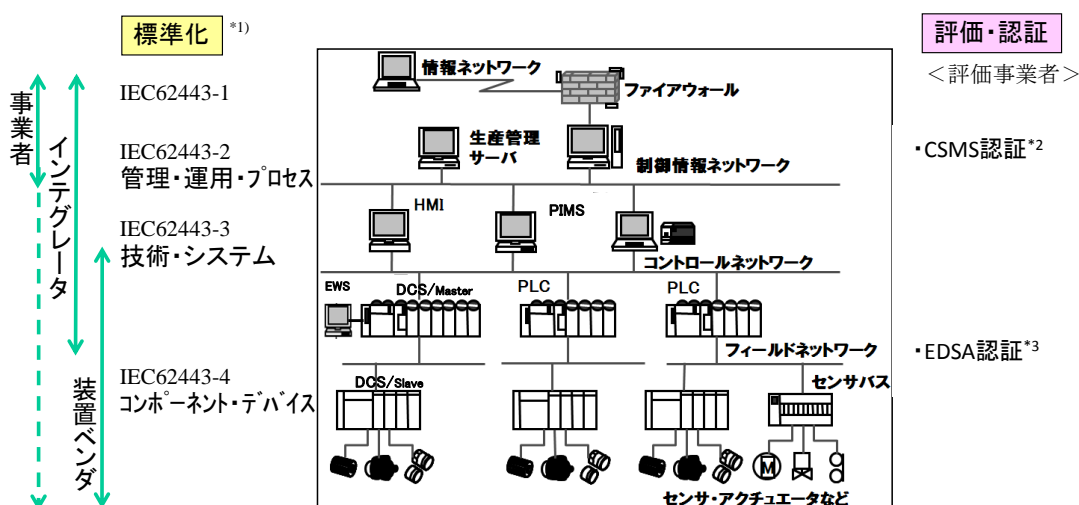 標準化 *1)
評価・認証
<評価事業者>
事業者
インテグレータ
装置ベンダ
IEC62443-1
IEC62443-2
管理・運用・プロセス
IEC62443-3
技術・システム
IEC62443-4
コンポーネント・デバイス
情報ネットワーク
ファイアウォール
生産管理
サーバ
制御情報ネットワーク
HMI
PIMS
コントロールネットワーク
EWS
DCS/Master
PLC
PLC
フィールドネットワーク
DCS/Slave
センサバス
M
センサ・アクチュエータなど
・CSMS認証*2
・EDSA認証*3